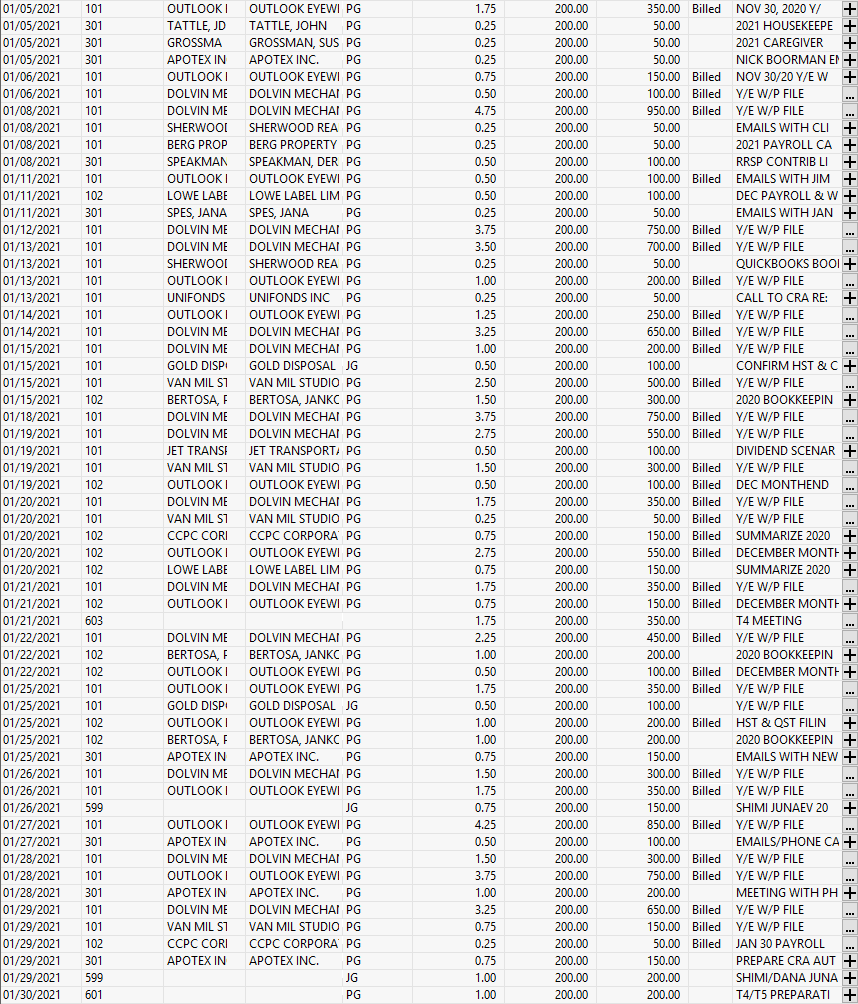 01/05/2021 101 OUTLOOK I OUTLOOK EYEWI PG 1.75 200.00 350.00 Billed NOV 30, 2020 Y/
01/05/2021 301 TATTLE, JD TATTLE, JOHN PG 0.25 200.00 50.00 2021 HOUSEKEEPE
01/05/2021 301 GROSSMA GROSSMAN, SUS PG 0.25 200.00 50.00 2021 CAREGIVER
01/05/2021 301 APOTEX IN APOTEX INC. PG 0.25 200.00 50.00 NICK BOORMAN EM
01/06/2021 101 OUTLOOK I OUTLOOK EYEWI PG 0.75 200.00 150.00 Billed NOV 30/20 Y/E W
01/06/2021 101 DOLVIN ME DOLVIN MECHAI PG 0.50 200.00 100.00 Billed Y/E W/P FILE ...
01/08/2021 101 DOLVIN ME DOLVIN MECHAI PG 4.75 200.00 950.00 Billed Y/E W/P FILE ...
01/08/2021 101 SHERWOOD SHERWOOD REA PG 0.25 200.00 50.00 EMAILS WITH CLI
01/08/2021 101 BERG PROP BERG PROPERTY PG 0.25 200.00 50.00 2021 PAYROLL CA
01/08/2021 301 SPEAKMAN, SPEAKMAN, DER PG 0.50 200.00 100.00 RRSP CONTRIB LI
01/11/2021 101 OUTLOOK I OUTLOOK EYEWI PG 0.50 200.00 100.00 Billed EMAILS WITH JIM
01/11/2021 102 LOWE LABE LOWE LABEL LIM PG 0.50 200.00 100.00 DEC PAYROLL & W
01/11/2021 301 SPES, JANA SPES, JANA PG 0.25 200.00 50.00 EMAILS WITH JAN
01/12/2021 101 DOLVIN ME DOLVIN MECHAI PG 3.75 200.00 750.00 Billed Y/E W/P FILE ...
01/13/2021 101 DOLVIN ME DOLVIN MECHAI PG 3.50 200.00 700.00 Billed Y/E W/P FILE ...
01/13/2021 101 SHERWOOD SHERWOOD REA PG 0.25 200.00 50.00 QUICKBOOKS BOOI
01/13/2021 101 OUTLOOK I OUTLOOK EYEWI PG 1.00 200.00 200.00 Billed Y/E W/P FILE ...
01/13/2021 101 UNIFONDS UNIFONDS INC PG 0.25 200.00 50.00 CALL TO CRA RE:
01/14/2021 101 OUTLOOK I OUTLOOK EYEWI PG 1.25 200.00 250.00 Billed Y/E W/P FILE ...
01/14/2021 101 DOLVIN ME DOLVIN MECHAI PG 3.25 200.00 650.00 Billed Y/E W/P FILE ...
01/15/2021 101 DOLVIN ME DOLVIN MECHAI PG 1.00 200.00 200.00 Billed Y/E W/P FILE ...
01/15/2021 101 GOLD DISP GOLD DISPOSAL JG 0.50 200.00 100.00 CONFIRM HST & C
01/15/2021 101 VAN MIL ST VAN MIL STUDIO PG 2.50 200.00 500.00 Billed Y/E W/P FILE ...
01/15/2021 102 BERTOSA, F BERTOSA, JANKC PG 1.50 200.00 300.00 2020 BOOKKEEPIN
01/18/2021 101 DOLVIN ME DOLVIN MECHAI PG 3.75 200.00 750.00 Billed Y/E W/P FILE ...
01/19/2021 101 DOLVIN ME DOLVIN MECHAI PG 2.75 200.00 550.00 Billed Y/E W/P FILE ...
01/19/2021 101 JET TRANSF JET TRANSPORT PG 0.50 200.00 100.00 DIVIDEND SCENAR
01/19/2021 101 VAN MIL ST VAN MIL STUDIO PG 1.50 200.00 300.00 Billed Y/E W/P FILE ...
01/19/2021 102 OUTLOOK I OUTLOOK EYEWI PG 0.50 200.00 100.00 Billed DEC MONTHEND ...
01/20/2021 101 DOLVIN ME DOLVIN MECHAI PG 1.75 200.00 350.00 Billed Y/E W/P FILE ...
01/20/2021 101 VAN MIL ST VAN MIL STUDIO PG 0.25 200.00 50.00 Billed Y/E W/P FILE ...
01/20/2021 102 CCPC CORI CCPC CORPORA PG 0.75 200.00 150.00 Billed SUMMARIZE 2020
01/20/2021 102 OUTLOOK I OUTLOOK EYEWI PG 2.75 200.00 550.00 Billed DECEMBER MONTH
01/20/2021 102 LOWE LABE LOWE LABEL LIM PG 0.75 200.00 150.00 SUMMARIZE 2020
01/21/2021 101 DOLVIN ME DOLVIN MECHAI PG 1.75 200.00 350.00 Billed Y/E W/P FILE ...
01/21/2021 102 OUTLOOK I OUTLOOK EYEWI PG 0.75 200.00 150.00 Billed DECEMBER MONTH
01/21/2021 603 1.75 200.00 350.00 T4 MEETING ...
01/22/2021 101 DOLVIN ME DOLVIN MECHAI PG 2.25 200.00 450.00 Billed Y/E W/P FILE ...
01/22/2021 102 BERTOSA, F BERTOSA, JANKC PG 1.00 200.00 200.00 2020 BOOKKEEPIN
01/22/2021 102 OUTLOOK I OUTLOOK EYEWI PG 0.50 200.00 100.00 Billed DECEMBER MONTH
01/25/2021 101 OUTLOOK I OUTLOOK EYEWI PG 1.75 200.00 350.00 Billed Y/E W/P FILE ...
01/25/2021 101 GOLD DISP GOLD DISPOSAL JG 0.50 200.00 100.00 Y/E W/P FILE ...
01/25/2021 102 OUTLOOK I OUTLOOK EYEWI PG 1.00 200.00 200.00 Billed HST & QST FILIN
01/25/2021 102 BERTOSA, F BERTOSA, JANKC PG 1.00 200.00 200.00 2020 BOOKKEEPIN
01/25/2021 301 APOTEX IN APOTEX INC. PG 0.75 200.00 150.00 EMAILS WITH NEW
01/26/2021 101 DOLVIN ME DOLVIN MECHAI PG 1.50 200.00 300.00 Billed Y/E W/P FILE ...
01/26/2021 101 OUTLOOK I OUTLOOK EYEWI PG 1.75 200.00 350.00 Billed Y/E W/P FILE ...
01/26/2021 599 JG 0.75 200.00 150.00 SHIMI JUNAEV 20
01/27/2021 101 OUTLOOK I OUTLOOK EYEWI PG 4.25 200.00 850.00 Billed Y/E W/P FILE ...
01/27/2021 301 APOTEX IN APOTEX INC. PG 0.50 200.00 100.00 EMAILS/PHONE CA
01/28/2021 101 DOLVIN ME DOLVIN MECHAI PG 1.50 200.00 300.00 Billed Y/E W/P FILE ...
01/28/2021 101 OUTLOOK I OUTLOOK EYEWI PG 3.75 200.00 750.00 Billed Y/E W/P FILE ...
01/28/2021 301 APOTEX IN APOTEX INC. PG 1.00 200.00 200.00 MEETING WITH PH
01/29/2021 101 DOLVIN ME DOLVIN MECHAI PG 3.25 200.00 650.00 Billed Y/E W/P FILE ...
01/29/2021 101 VAN MIL ST VAN MIL STUDIO PG 0.75 200.00 150.00 Billed Y/E W/P FILE ...
01/29/2021 102 CCPC CORI CCPC CORPORA PG 0.25 200.00 50.00 Billed JAN 30 PAYROLL ...
01/29/2021 301 APOTEX IN APOTEX INC. PG 0.75 200.00 150.00 PREPARE CRA AUT
01/29/2021 599 JG 1.00 200.00 200.00 SHIMI/DANA JUNA
01/30/2021 601 PG 1.00 200.00 200.00 T4/T5 PREPARATI